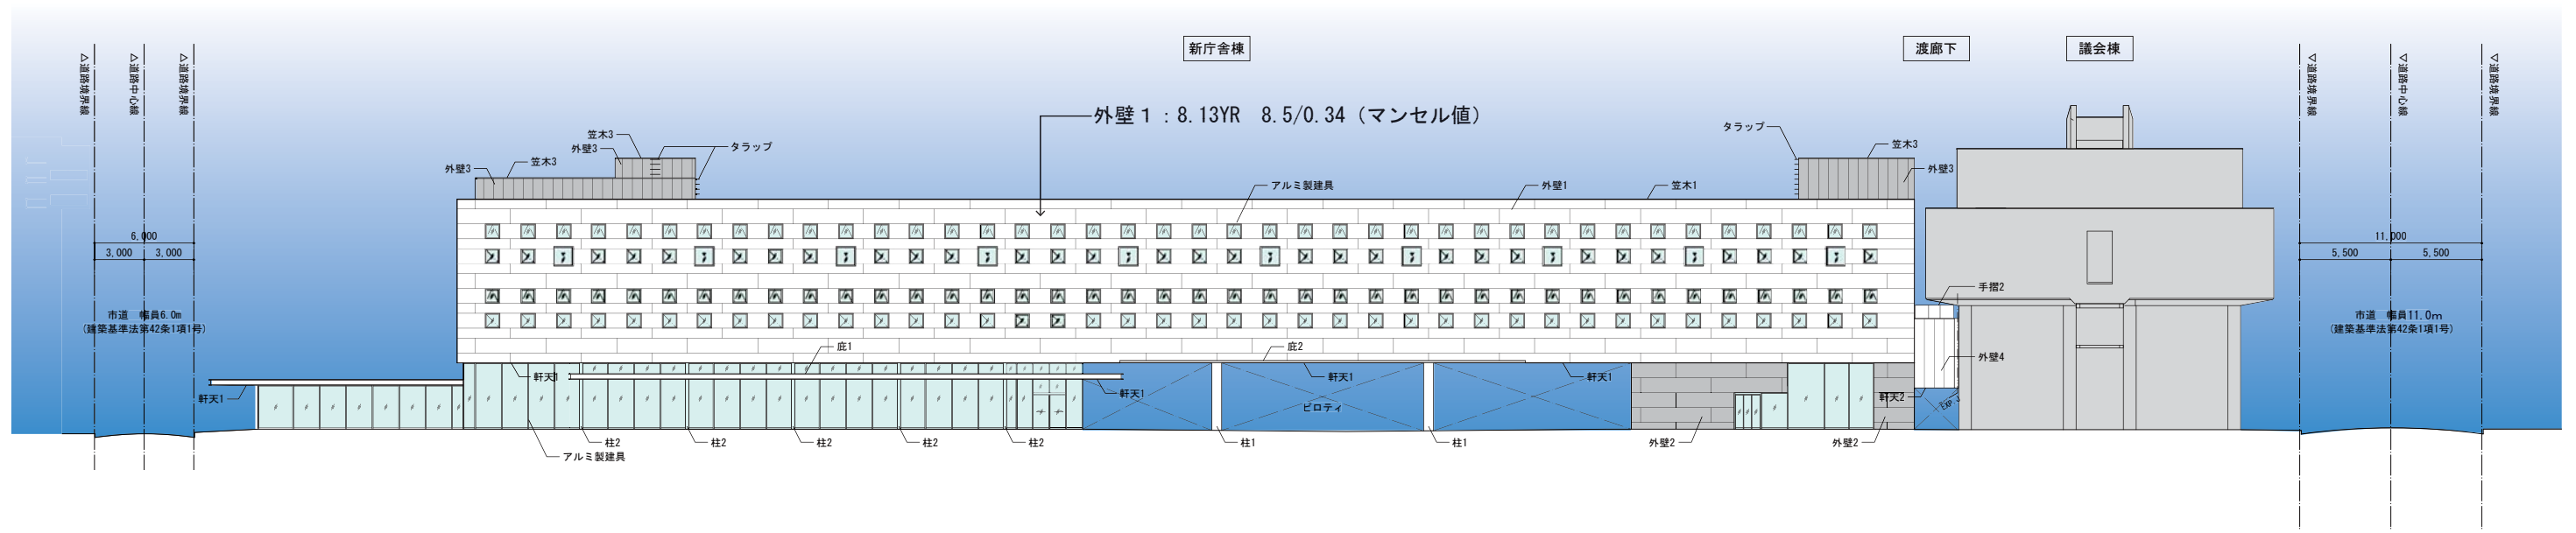 新庁舎棟
渡廊下
議会棟
▽道路境界線
▽道路中心線
▽道路境界線
▽道路境界線
▽道路中心線
▽道路境界線
外壁１：8.13YR　8.5/0.34（マンセル値）
笠木3
外壁3
タラップ
笠木3
外壁3
アルミ製建具
外壁1
笠木1
タラップ
笠木3
外壁3
6,000
3,000
3,000
市道　幅員6.0m
(建築基準法第42条1項1号)
11,000
5,500
5,500
市道　幅員11.0m
(建築基準法第42条1項1号)
手摺2
外壁4
軒天2
EXP.J
庇1
庇2
軒天1
軒天1
軒天1
軒天1
軒天1
ピロティ
柱2
柱2
柱2
柱2
柱2
柱1
柱1
外壁2
外壁2
アルミ製建具